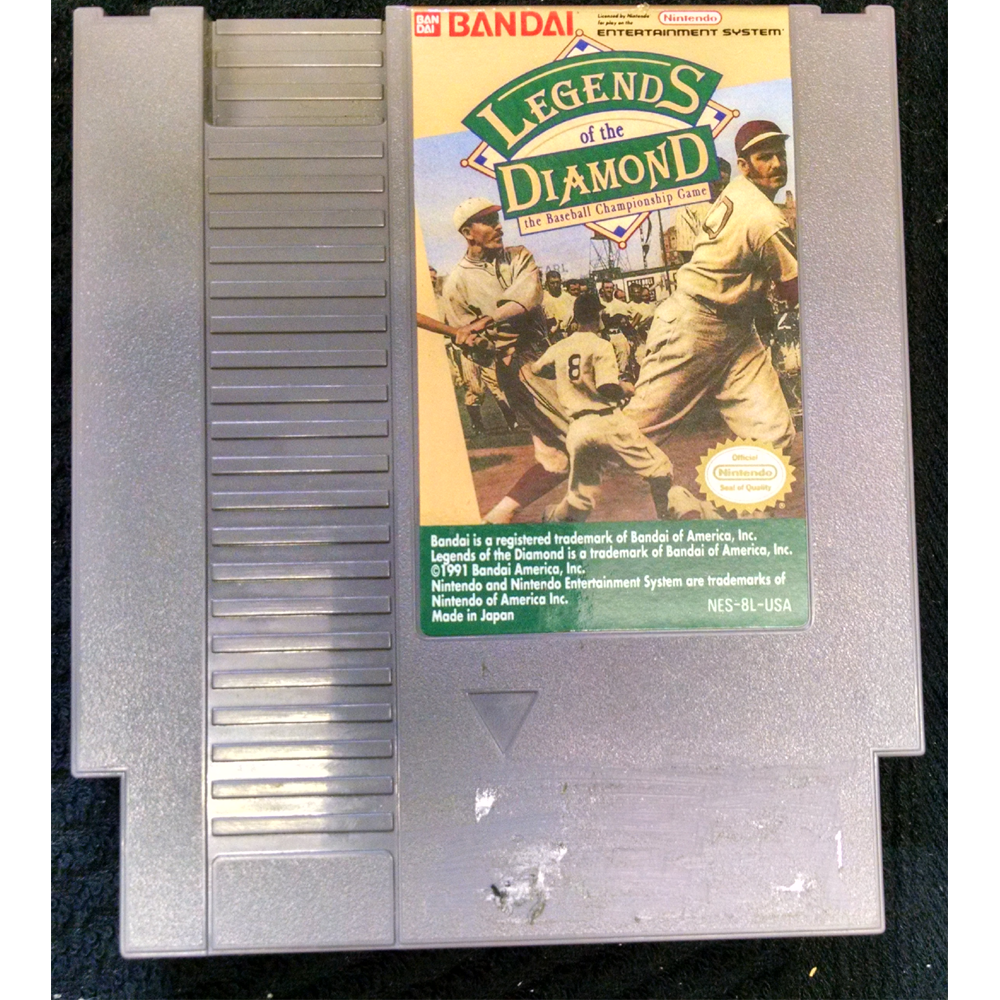 BAN DAI BANDAI
Licensed by Nintendo
for play on the
Nintendo
ENTERTAINMENT SYSTEM
LEGENDS
of the
DIAMOND
the Baseball Championship Game
8
Official
Nintendo
Seal of Quality
Bandai is a registered trademark of Bandai of America, Inc.
Legends of the Diamond is a trademark of Bandai of America, Inc.
©1991 Bandai America, Inc.
Nintendo and Nintendo Entertainment System are trademarks of
Nintendo of America Inc.
Made in Japan
NES-8L-USA